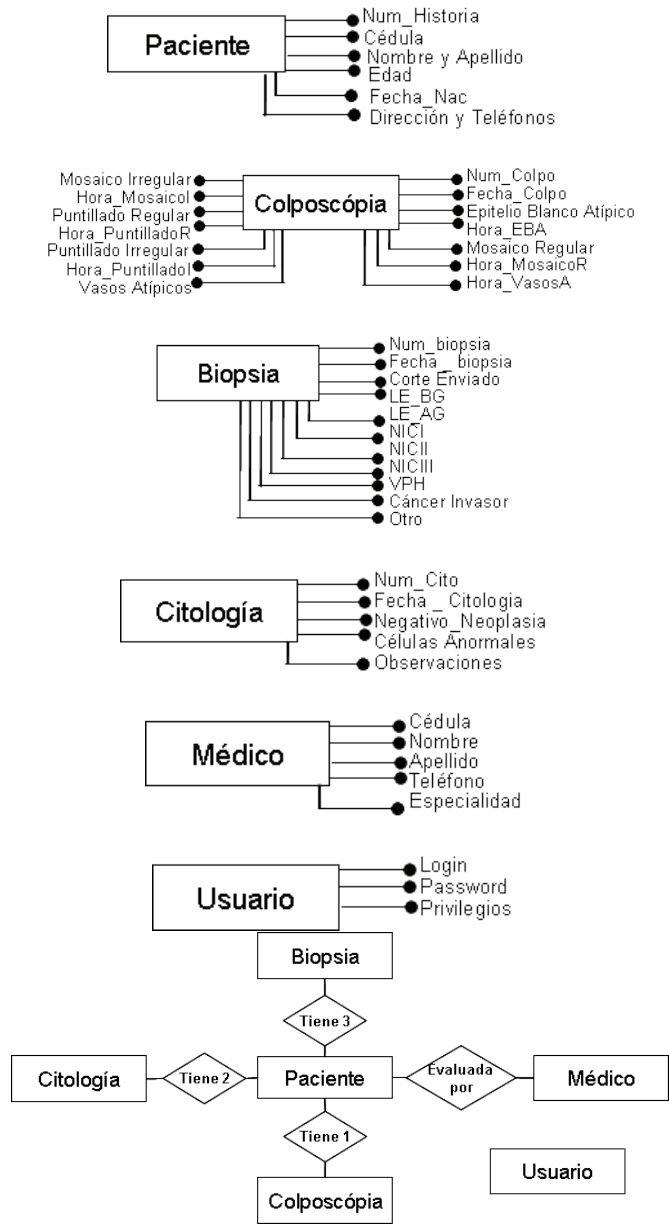 Paciente
Num_Historia
Cédula
Nombre y Apellido
Edad
Fecha_Nac
Dirección y Teléfonos
Colposcópia
Mosaico Irregular
Hora_MosaicoI
Puntillado Regular
Hora_PuntilladoR
Puntillado Irregular
Hora_PuntilladoI
Vasos Atípicos
Num_Colpo
Fecha_Colpo
Epitelio Blanco Atípico
Hora_EBA
Mosaico Regular
Hora_MosaicoR
Hora_VasosA
Biopsia
Num_biopsia
Fecha _ biopsia
Corte Enviado
LE_BG
LE_AG
NICI
NICII
NICIII
VPH
Cáncer Invasor
Otro
Citología
Num_Cito
Fecha _ Citologia
Negativo_Neoplasia
Células Anormales
Observaciones
Médico
Cédula
Nombre
Apellido
Teléfono
Especialidad
Usuario
Login
Password
Privilegios
Biopsia
Tiene 3
Citología
Tiene 2
Paciente
Evaluada
por
Médico
Tiene 1
Usuario
Colposcópia